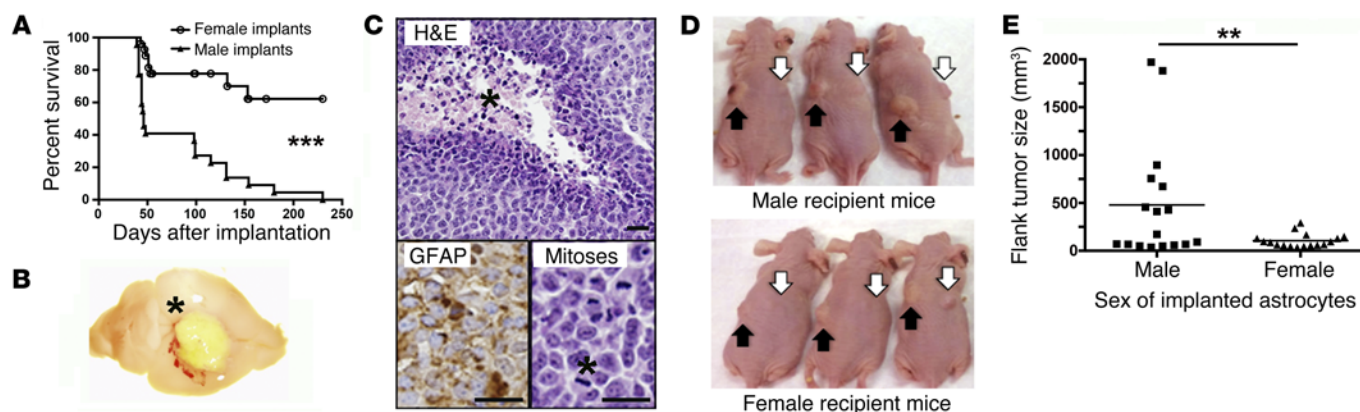 A
Female implants
Male implants
Percent survival
100
80
60
40
20
0
***
0 50 100 150 200 250
Days after implantation
B
*
C
H&E
*
GFAP
Mitoses
*
D
Male recipient mice
Female recipient mice
E
**
Flank tumor size (mm³)
2000
1500
1000
500
0
Male Female
Sex of implanted astrocytes